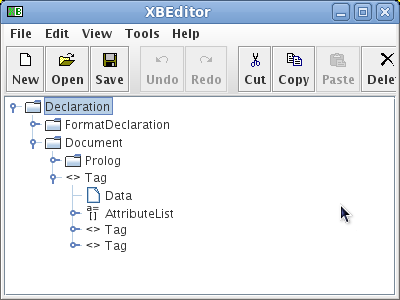 XBEditor
File Edit View Tools Help
New Open Save Undo Redo Cut Copy Paste
Declaration
FormatDeclaration
Document
Prolog
<> Tag
Data
a= [] AttributeList
<> Tag
<> Tag